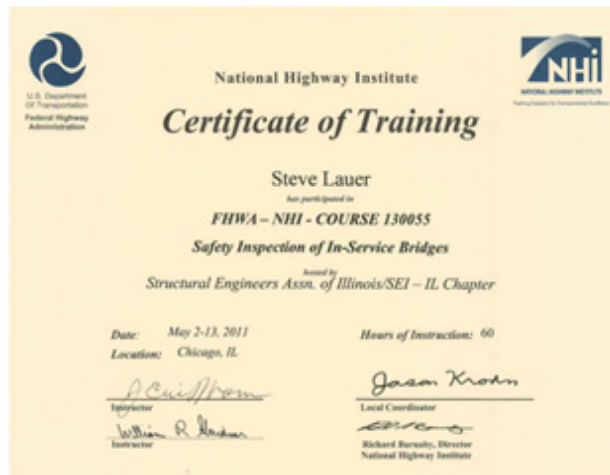 U.S. Department
Of Transportation
Federal Highway
Administration
NHI
NATIONAL HIGHWAY INSTITUTE
National Highway Institute
Certificate of Training
Steve Lauer
has participated in
FHWA – NHI - COURSE 130055
Safety Inspection of In-Service Bridges
hosted by
Structural Engineers Assn. of Illinois/SEI – IL Chapter
Date: May 2-13, 2011
Hours of Instruction: 60
Location: Chicago, IL
Jason Krohn
Instructor
Local Coordinator
William R.
Instructor
Richard Barnaby, Director
National Highway Institute